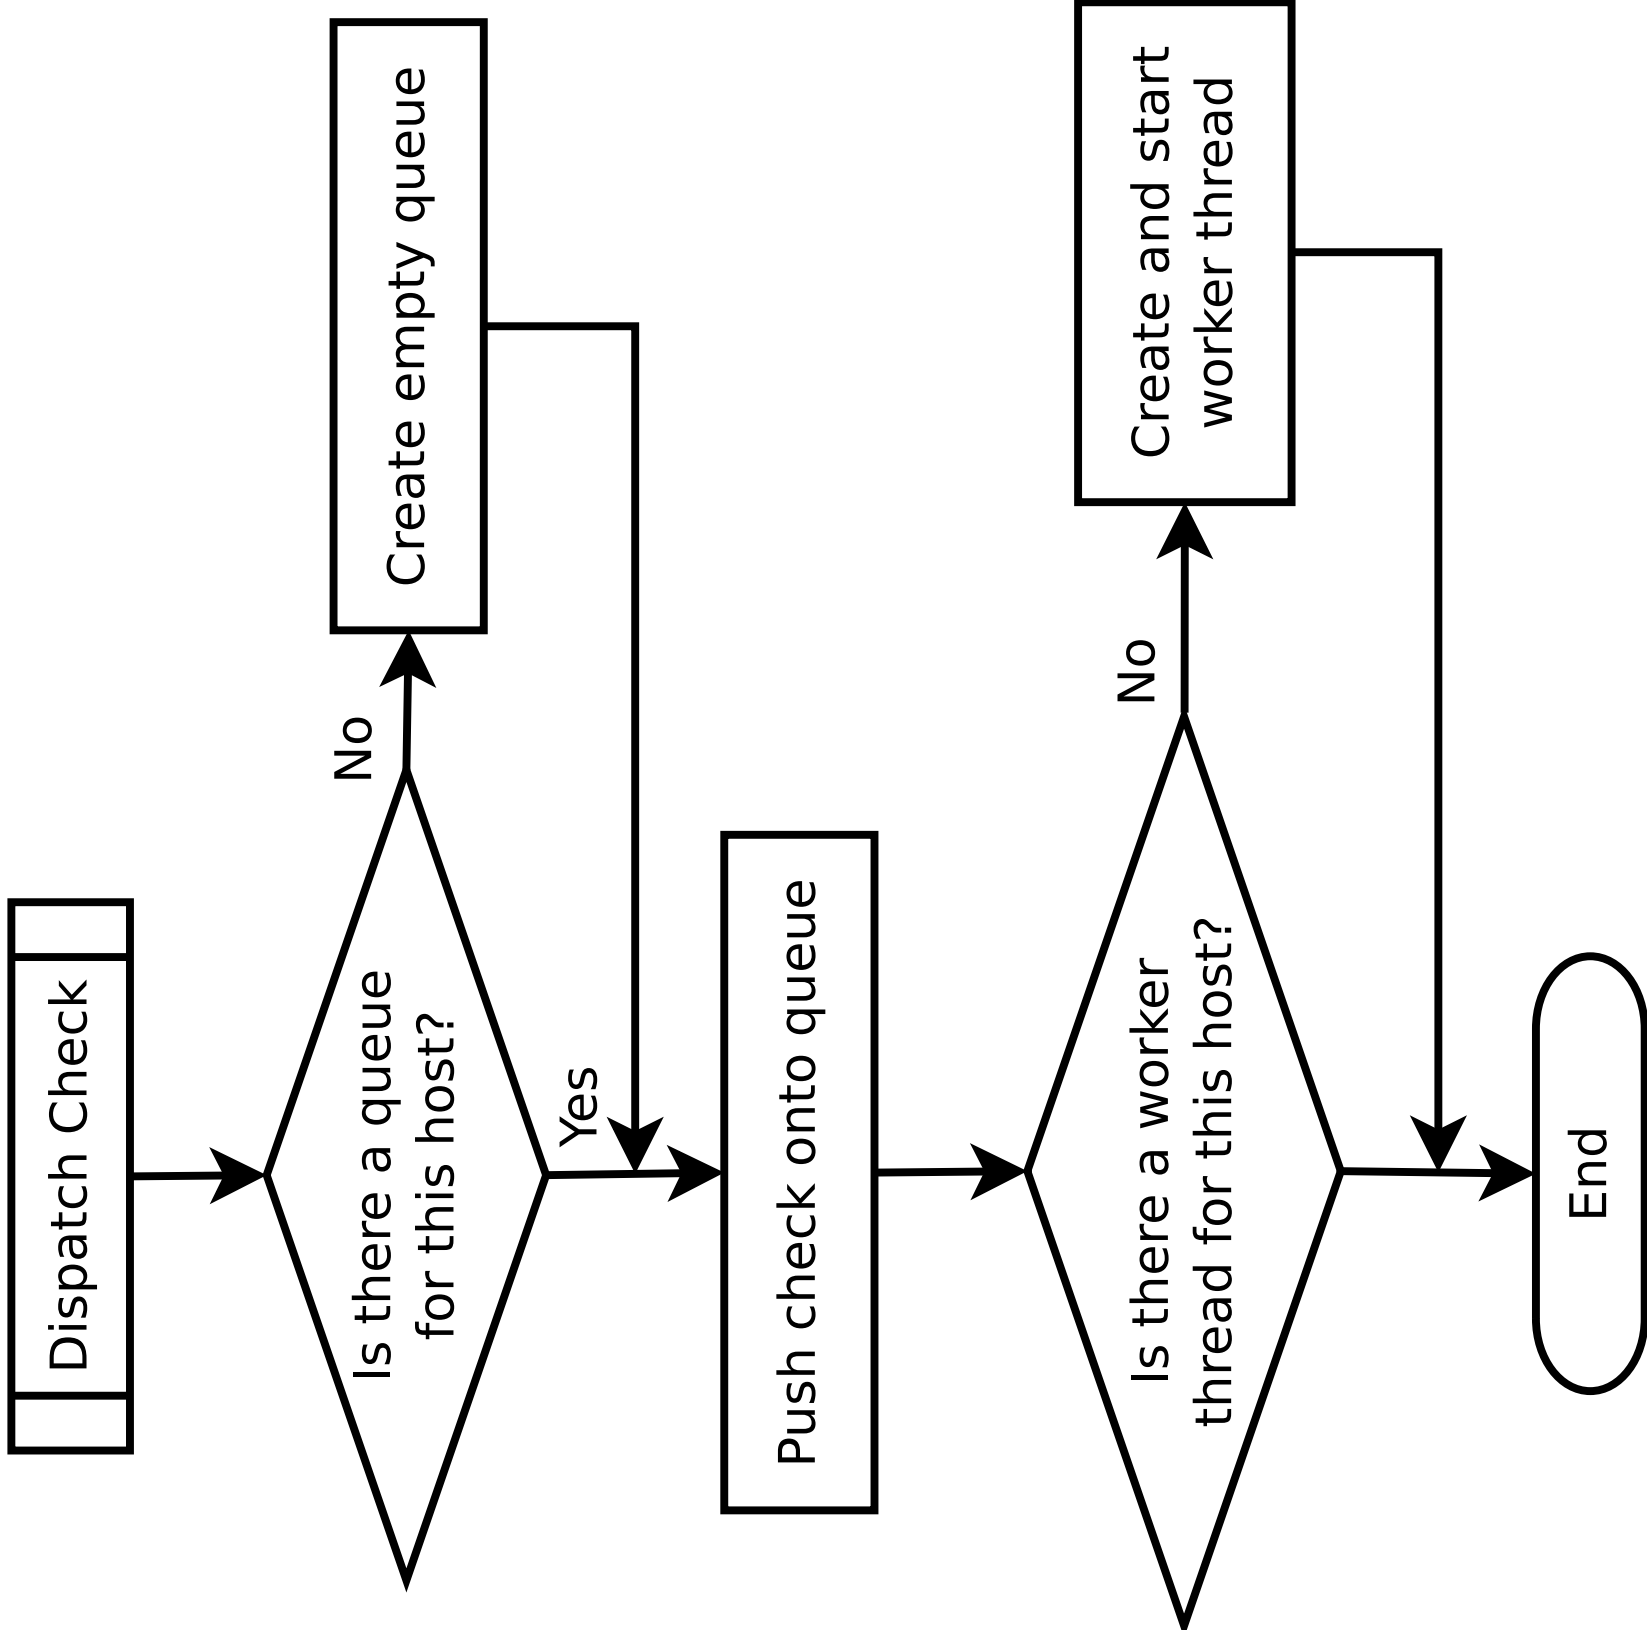 Dispatch Check
Is there a queue
for this host?
No
Create empty queue
Yes
Push check onto queue
Is there a worker
thread for this host?
No
Create and start
worker thread
End